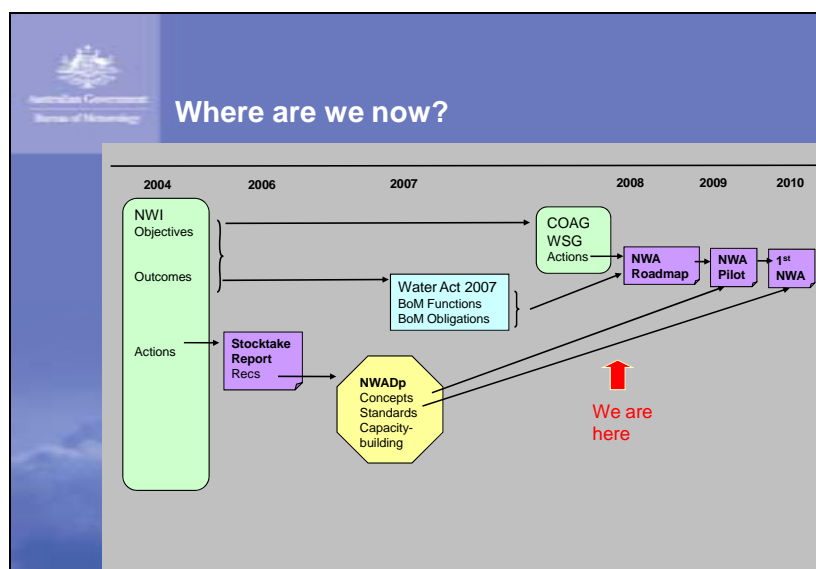 Australian Government
Bureau of Meteorology
Where are we now?
2004
2006
2007
2008
2009
2010
NWI
Objectives
Outcomes
Actions
Stocktake
Report
Recs
Water Act 2007
BoM Functions
BoM Obligations
NWADp
Concepts
Standards
Capacity-
building
COAG
WSG
Actions
NWA
Roadmap
NWA
Pilot
1st
NWA
We are
here